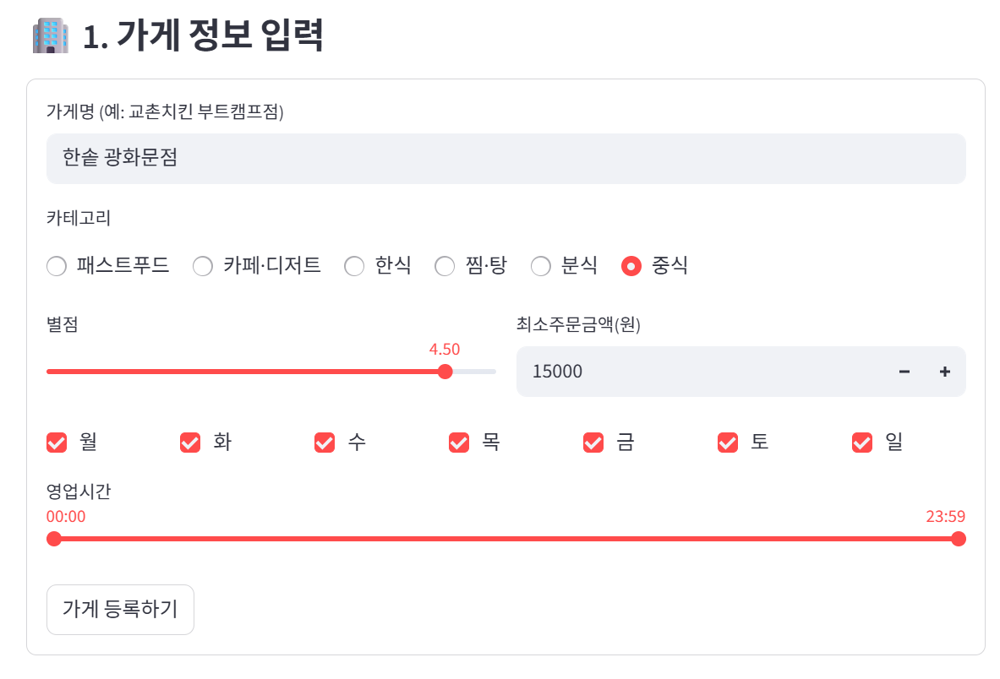 1. 가게 정보 입력
가게명 (예: 교촌치킨 부트캠프점)
한솥 광화문점
카테고리
패스트푸드 카페·디저트 한식 찜·탕 분식 중식
별점 최소주문금액(원)
4.50
15000 − +
월 화 수 목 금 토 일
영업시간
00:00 23:59
가게 등록하기